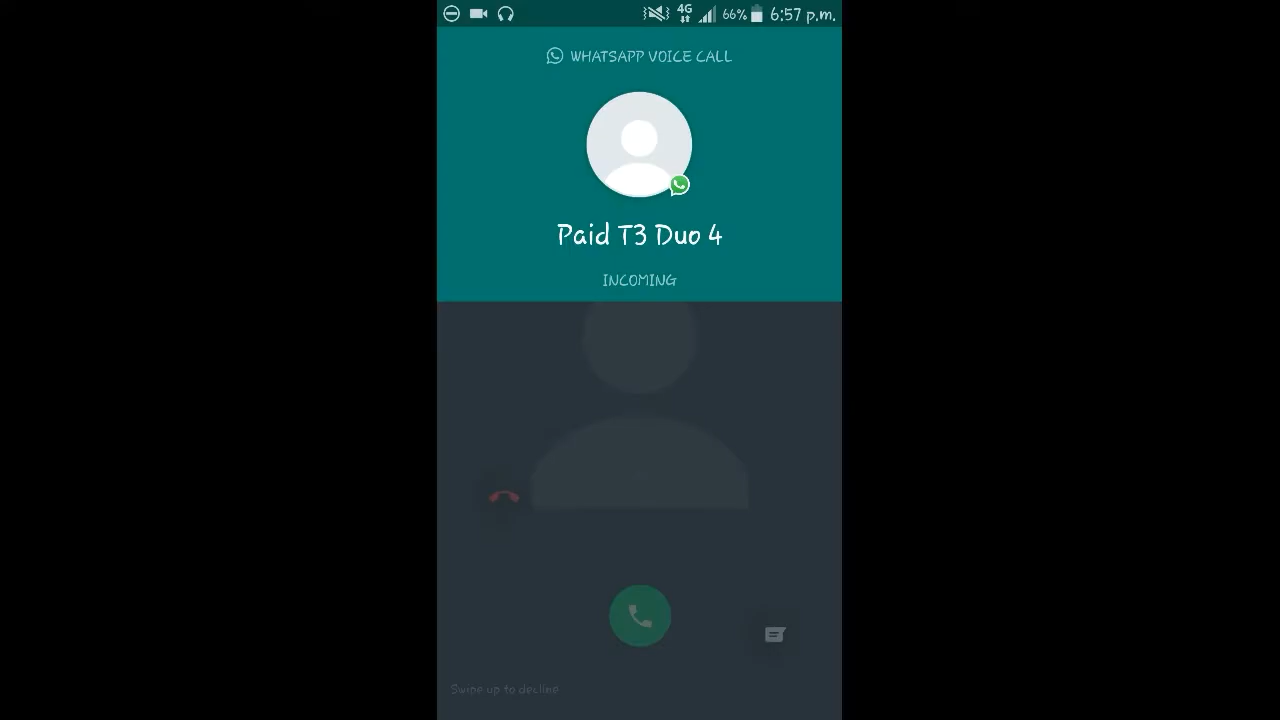 4G 66% 6:57 p.m.
WHATSAPP VOICE CALL
Paid T3 Duo 4
INCOMING
Swipe up to decline